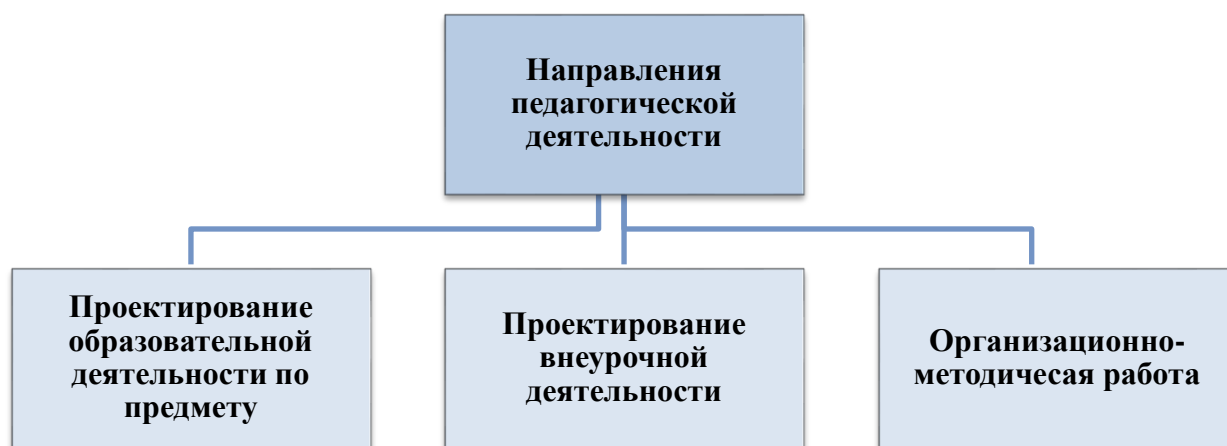 Направления
педагогической
деятельности
Проектирование
образовательной
деятельности по
предмету
Проектирование
внеурочной
деятельности
Организационно-
методичесая работа